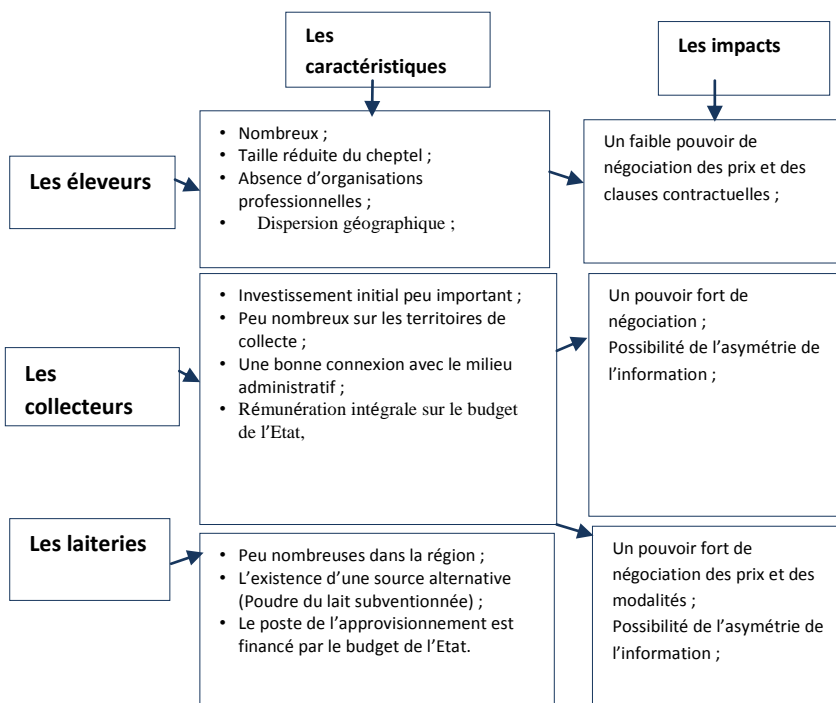 Les
caractéristiques
Les impacts
Les éleveurs
• Nombreux ;
• Taille réduite du cheptel ;
• Absence d'organisations
professionnelles ;
• Dispersion géographique ;
Un faible pouvoir de
négociation des prix et des
clauses contractuelles ;
Les
collecteurs
• Investissement initial peu important ;
• Peu nombreux sur les territoires de
collecte ;
• Une bonne connexion avec le milieu
administratif ;
• Rémunération intégrale sur le budget
de l'Etat,
Un pouvoir fort de
négociation ;
Possibilité de l'asymétrie de
l'information ;
Les laiteries
• Peu nombreuses dans la région ;
• L'existence d'une source alternative
(Poudre du lait subventionnée) ;
• Le poste de l'approvisionnement est
financé par le budget de l'Etat.
Un pouvoir fort de
négociation des prix et des
modalités ;
Possibilité de l'asymétrie de
l'information ;